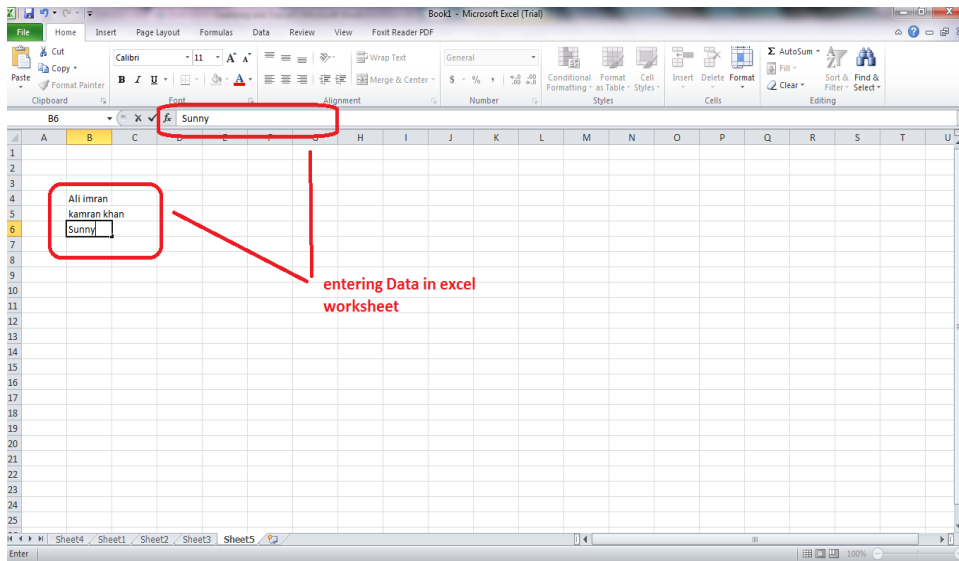 Book1 - Microsoft Excel (Trial)
File Home Insert Page Layout Formulas Data Review View Foxit Reader PDF
Paste
Cut
Copy
Format Painter
Clipboard
Calibri 11 A A
B I U A
Font
Wrap Text
Merge & Center
Alignment
General
$ % , .00 .00
Number
Conditional Formatting
Format as Table
Cell Styles
Styles
Insert Delete Format
Cells
Σ AutoSum
Fill
Clear
Sort & Filter
Find & Select
Editing
B6 fx Sunny
A B C D E F G H I J K L M N O P Q R S T U
1
2
3
4 Ali imran
5 kamran khan
6 Sunny
7
8
9
10
11
12
13
14
15
16
17
18
19
20
21
22
23
24
25
entering Data in excel
worksheet
Sheet4 Sheet1 Sheet2 Sheet3 Sheet5
Enter 100%